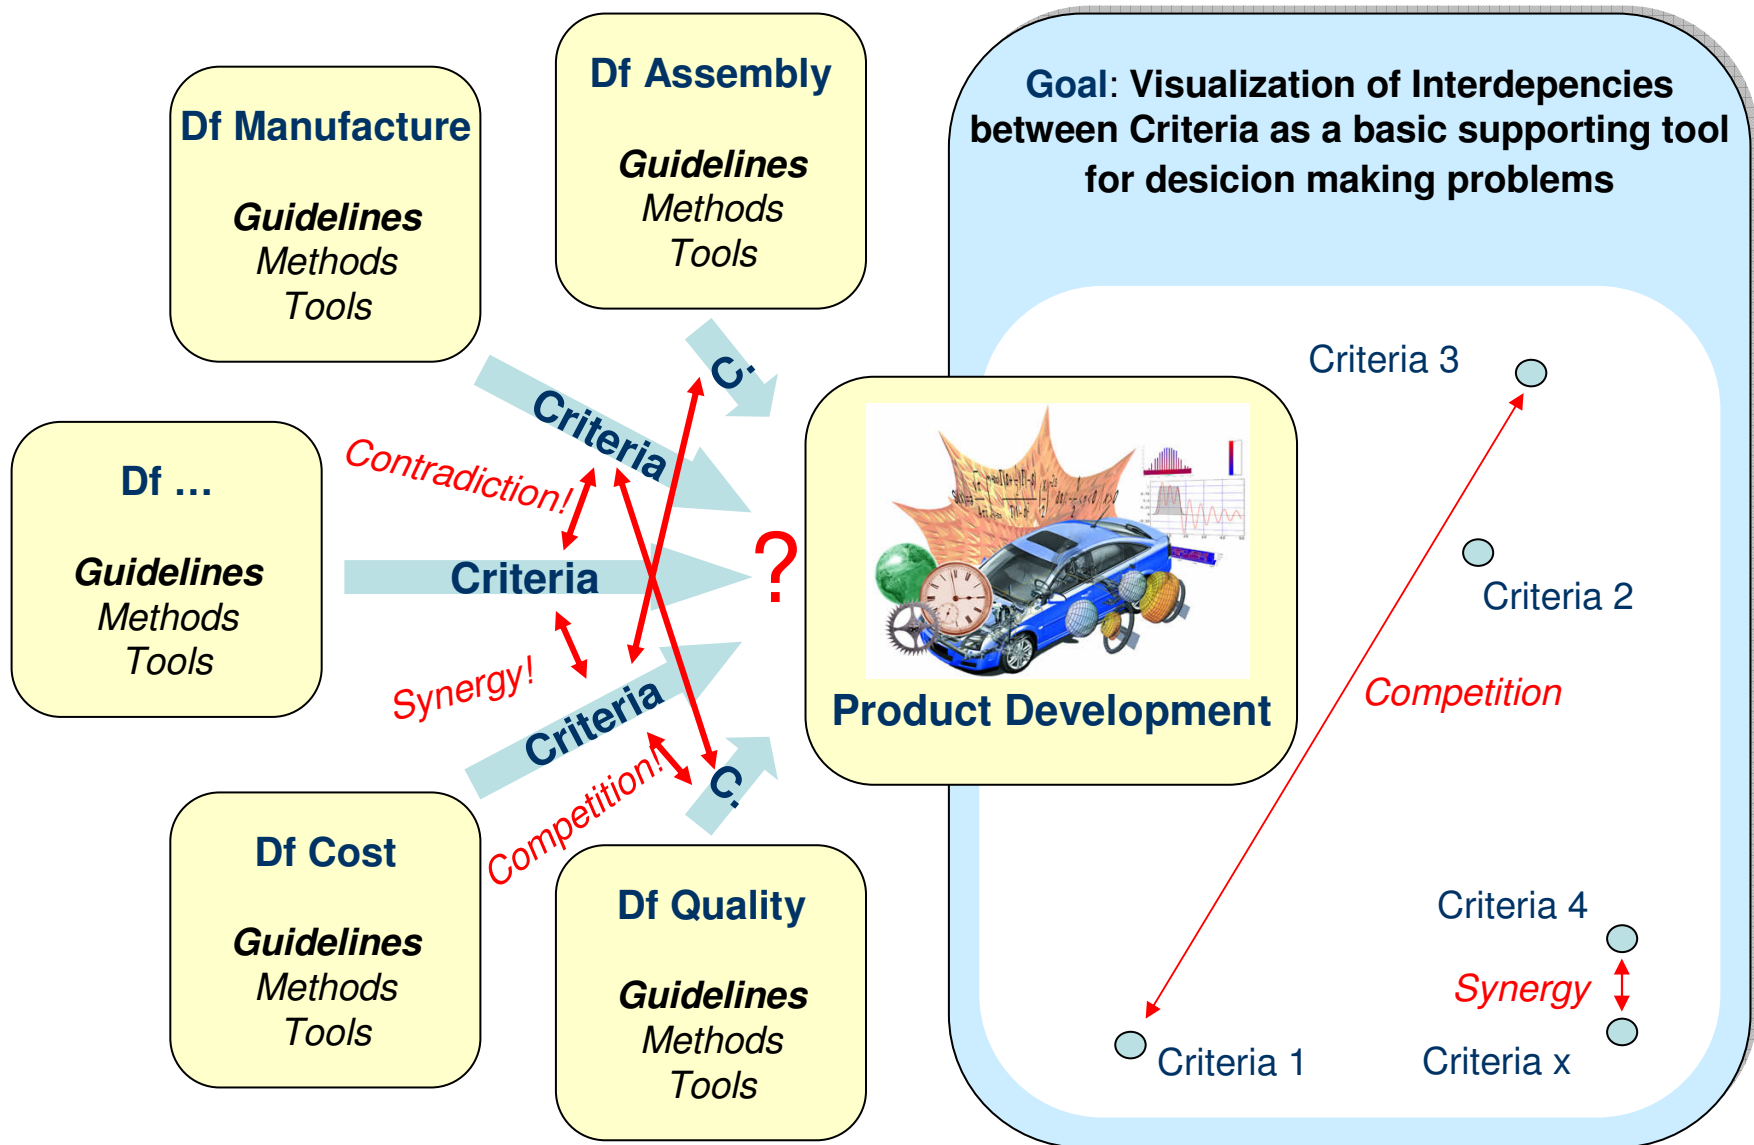 Df Manufacture
Guidelines
Methods
Tools
Df Assembly
Guidelines
Methods
Tools
Df ...
Guidelines
Methods
Tools
Df Cost
Guidelines
Methods
Tools
Df Quality
Guidelines
Methods
Tools
Criteria
C.
Contradiction!
Criteria
?
Synergy!
Criteria
Competition!
C.
Product Development
Goal: Visualization of Interdepencies
between Criteria as a basic supporting tool
for desicion making problems
Criteria 3
Criteria 2
Competition
Criteria 4
Synergy
Criteria 1
Criteria x